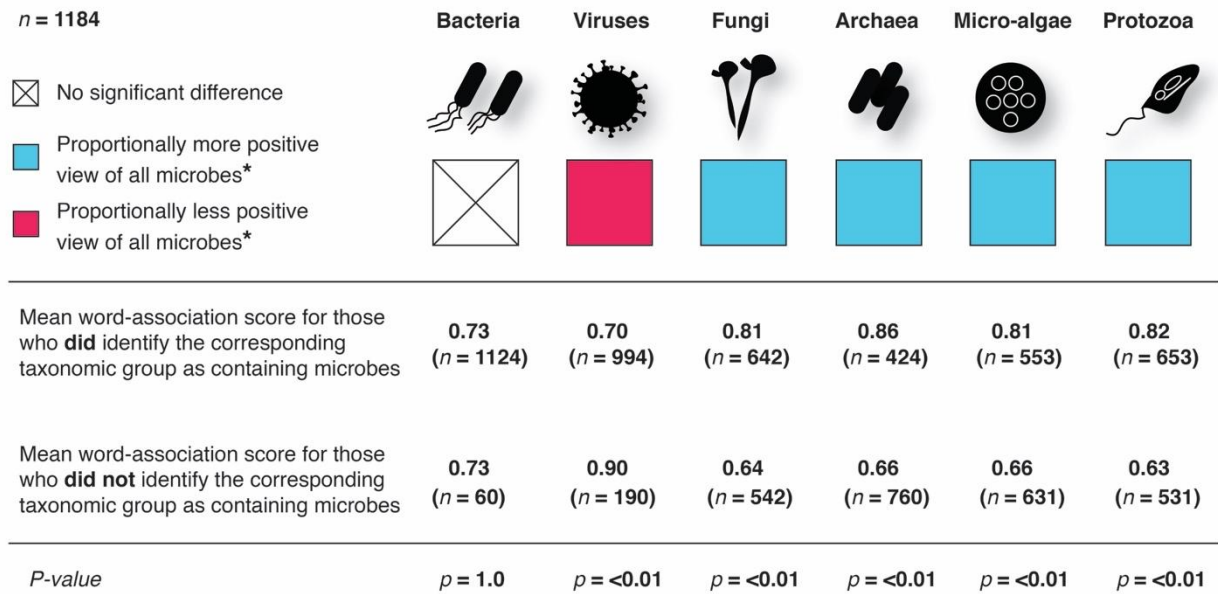 n = 1184
Bacteria Viruses Fungi Archaea Micro-algae Protozoa
No significant difference
Proportionally more positive
view of all microbes*
Proportionally less positive
view of all microbes*
Mean word-association score for those
who did identify the corresponding
taxonomic group as containing microbes
0.73 0.70 0.81 0.86 0.81 0.82
(n = 1124) (n = 994) (n = 642) (n = 424) (n = 553) (n = 653)
Mean word-association score for those
who did not identify the corresponding
taxonomic group as containing microbes
0.73 0.90 0.64 0.66 0.66 0.63
(n = 60) (n = 190) (n = 542) (n = 760) (n = 631) (n = 531)
P-value p = 1.0 p = <0.01 p = <0.01 p = <0.01 p = <0.01 p = <0.01